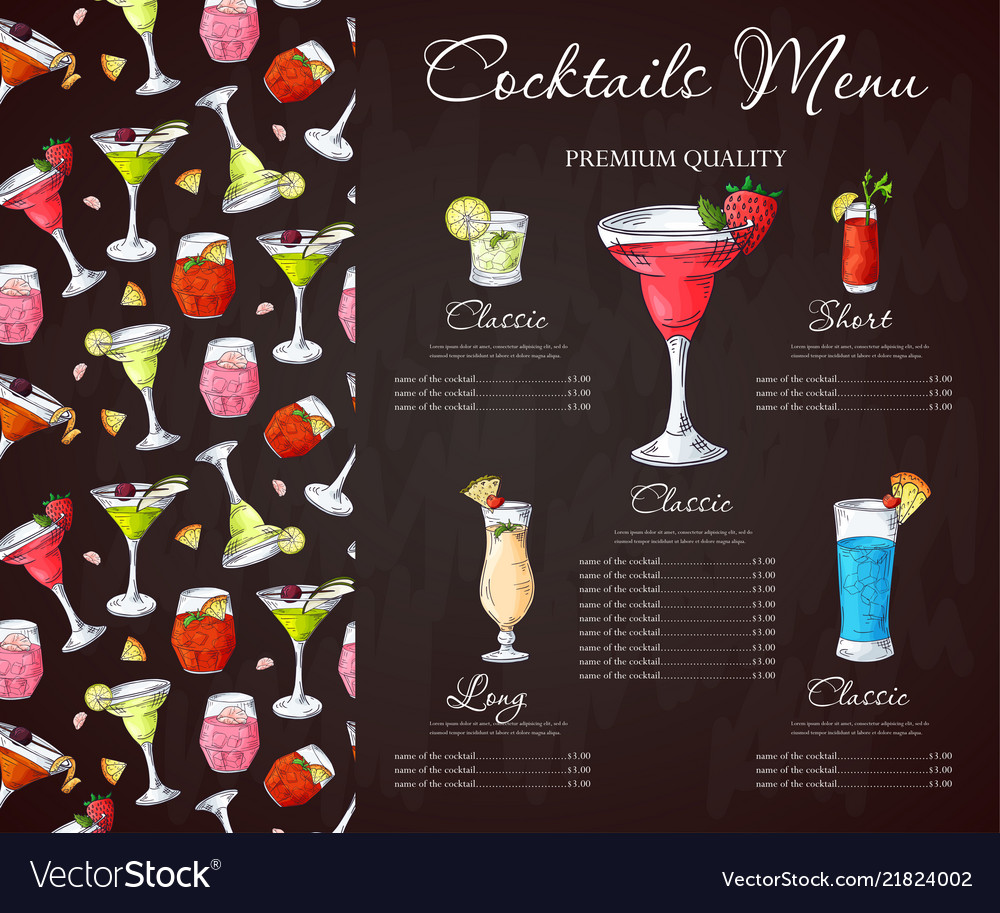 Cocktails Menu
PREMIUM QUALITY
Classic
Lorem ipsum dolor sit amet, consectetur adipiscing elit, sed do
eiusmod tempor incididunt ut labore et dolore magna aliqua.
name of the cocktail..............................$3.00
name of the cocktail..............................$3.00
name of the cocktail..............................$3.00
Short
Lorem ipsum dolor sit amet, consectetur adipiscing elit, sed do
eiusmod tempor incididunt ut labore et dolore magna aliqua.
name of the cocktail..............................$3.00
name of the cocktail..............................$3.00
name of the cocktail..............................$3.00
Classic
Lorem ipsum dolor sit amet, consectetur adipiscing elit, sed do
eiusmod tempor incididunt ut labore et dolore magna aliqua.
name of the cocktail..............................$3.00
name of the cocktail..............................$3.00
name of the cocktail..............................$3.00
name of the cocktail..............................$3.00
name of the cocktail..............................$3.00
name of the cocktail..............................$3.00
name of the cocktail..............................$3.00
name of the cocktail..............................$3.00
name of the cocktail..............................$3.00
Long
Lorem ipsum dolor sit amet, consectetur adipiscing elit, sed do
eiusmod tempor incididunt ut labore et dolore magna aliqua.
name of the cocktail..............................$3.00
name of the cocktail..............................$3.00
name of the cocktail..............................$3.00
Classic
Lorem ipsum dolor sit amet, consectetur adipiscing elit, sed do
eiusmod tempor incididunt ut labore et dolore magna aliqua.
name of the cocktail..............................$3.00
name of the cocktail..............................$3.00
name of the cocktail..............................$3.00
VectorStock®
VectorStock.com/21824002